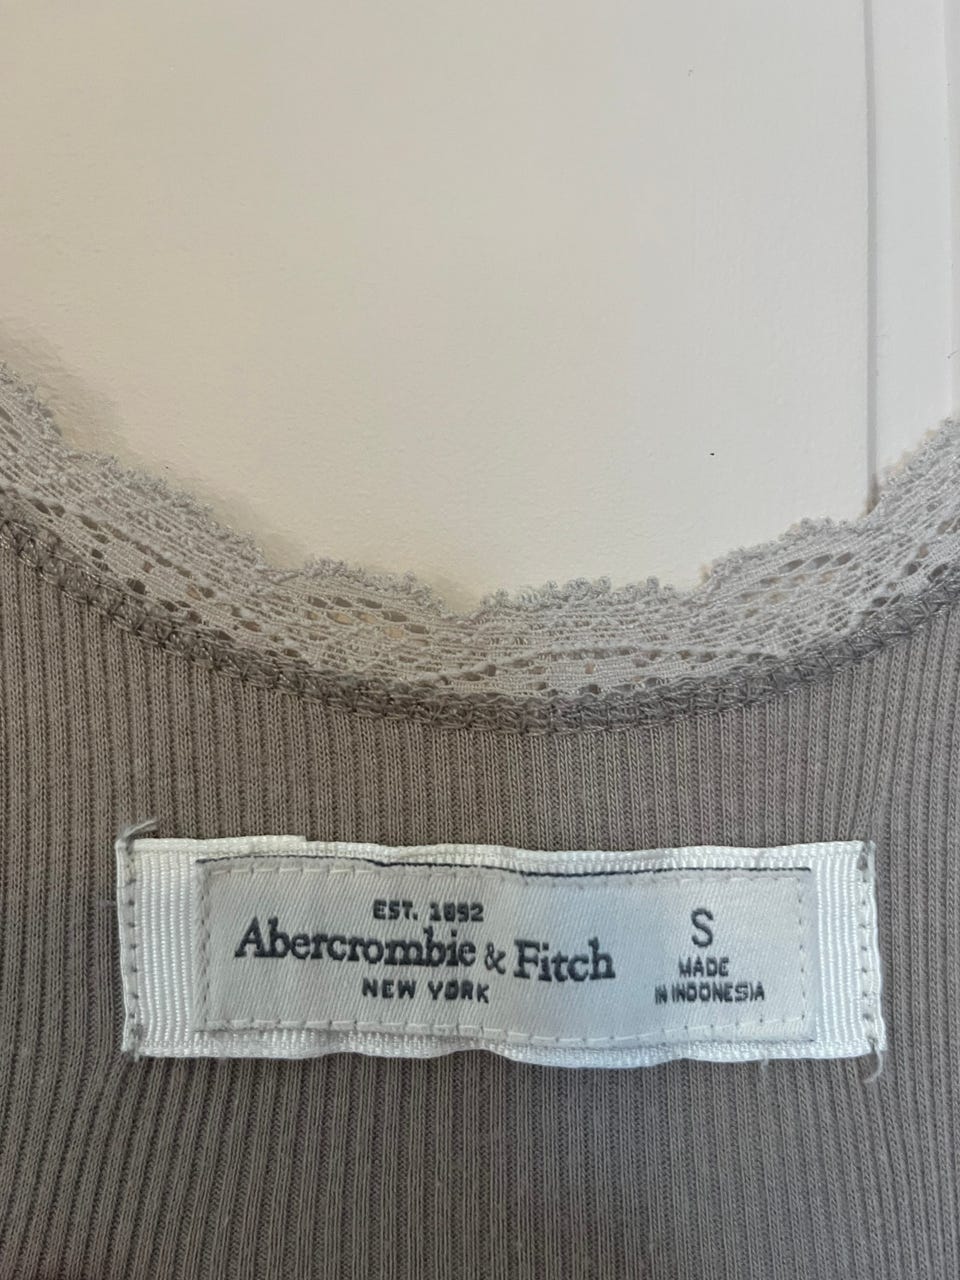 EST. 1892
Abercrombie & Fitch
NEW YORK
S
MADE
IN INDONESIA